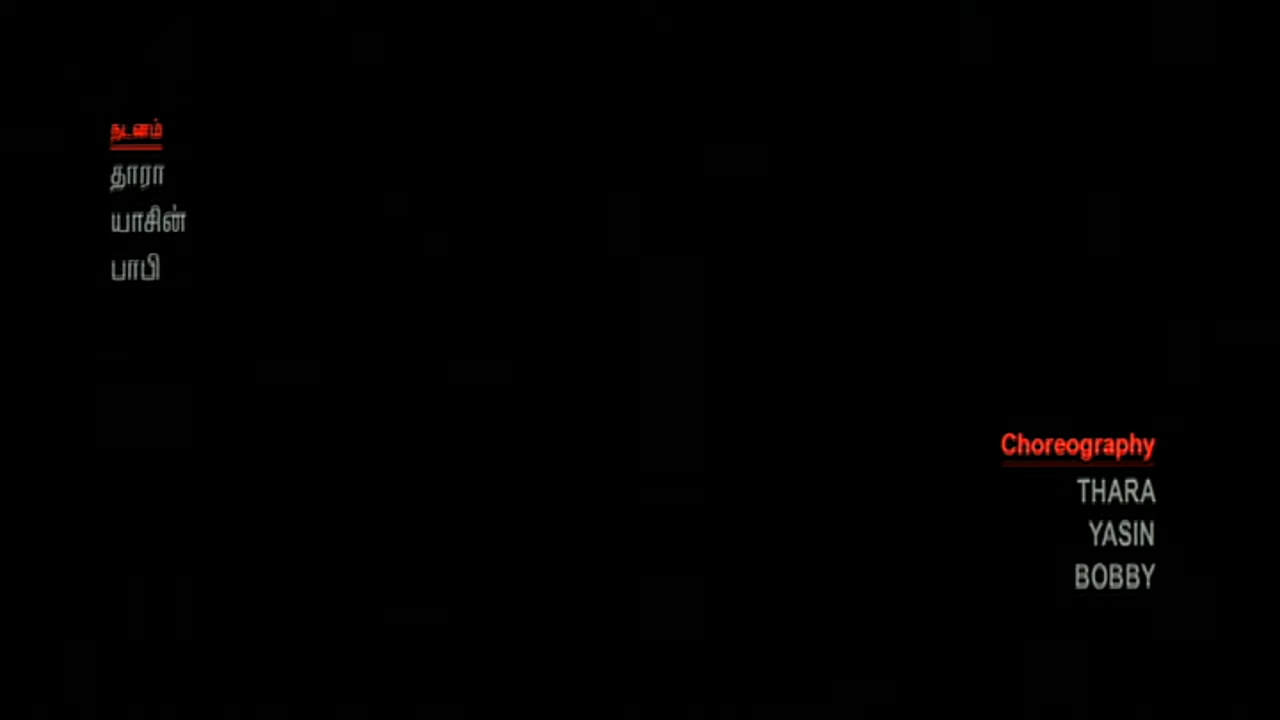 நடனம்
தாரா
யாசின்
பாபி
Choreography
THARA
YASIN
BOBBY